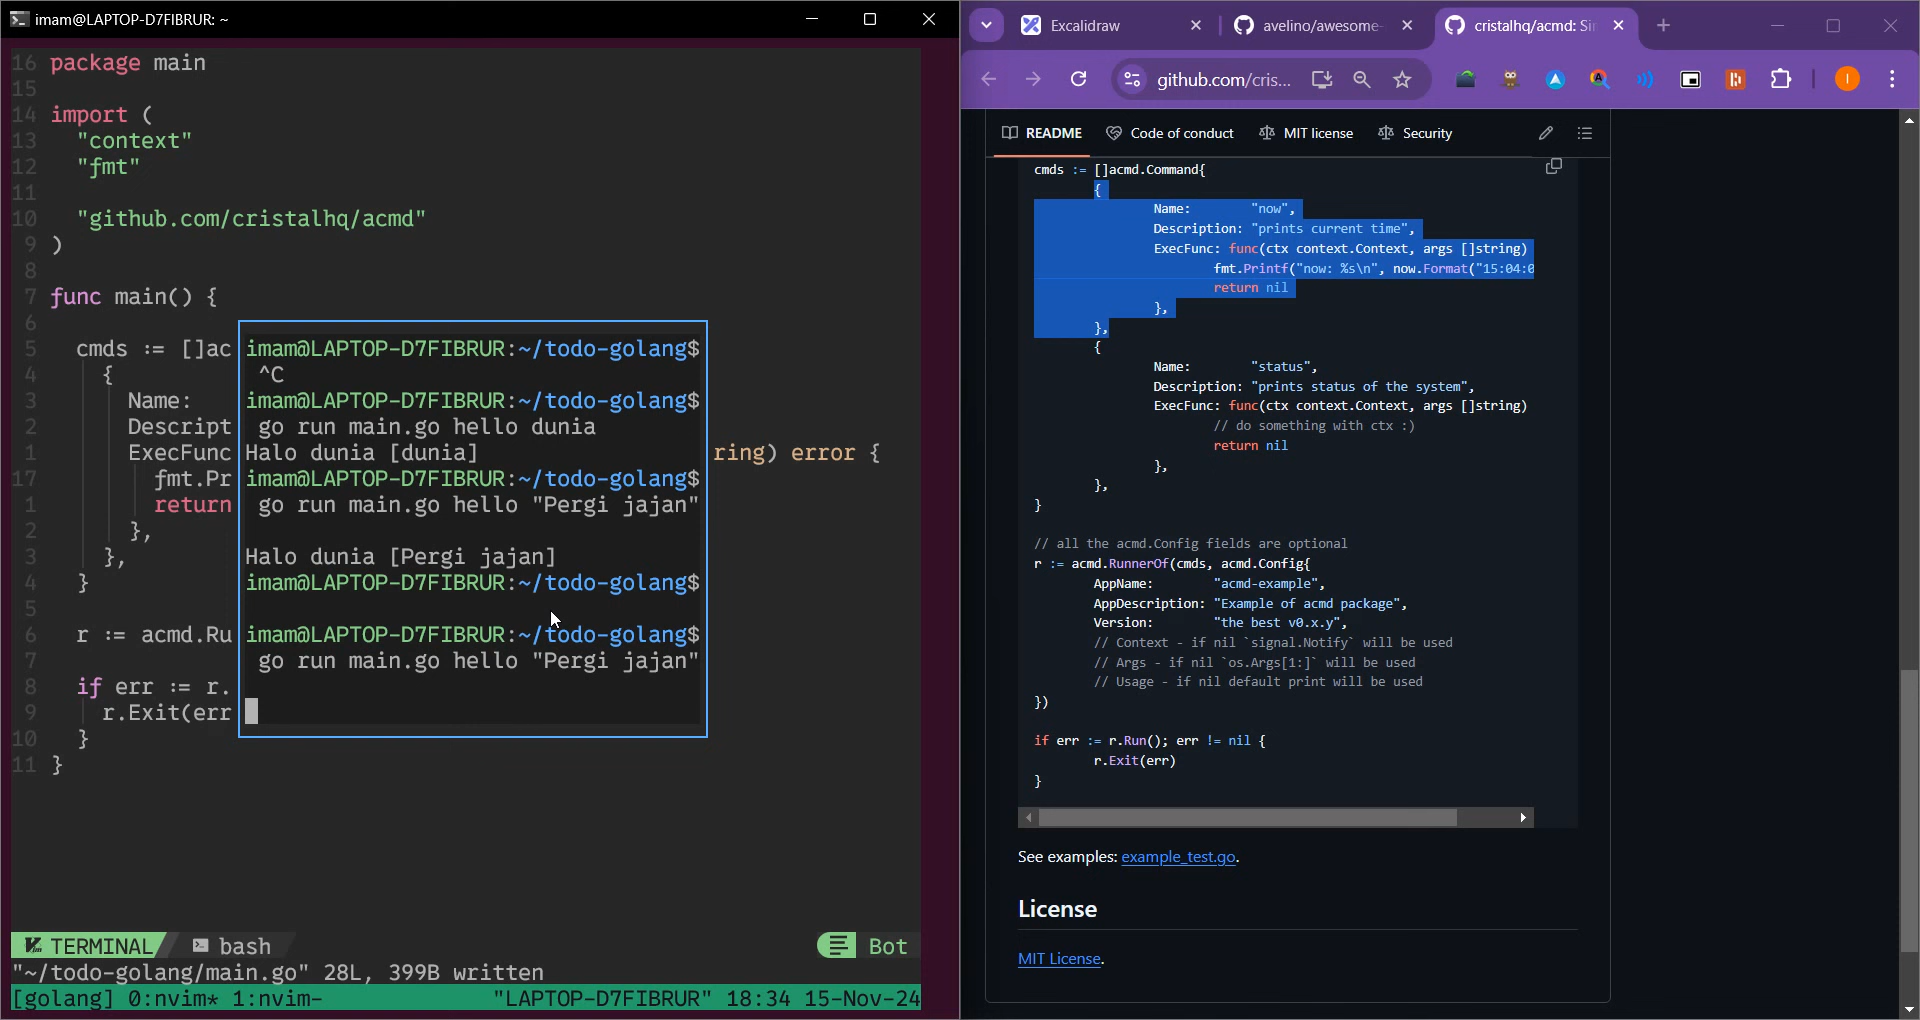 imam@LAPTOP-D7FIBRUR: ~
16 package main
15
14 import (
13 "context"
12 "fmt"
11
10 "github.com/cristalhq/acmd"
9 )
8
7 func main() {
6
5 cmds := []ac
4 {
3 Name:
2 Descript
1 ExecFunc ring) error {
17 fmt.Pr
1 return
2 },
3 },
4 }
5
6 r := acmd.Ru
7
8 if err := r.
9 r.Exit(err
10 }
11 }
imam@LAPTOP-D7FIBRUR:~/todo-golang$
^C
imam@LAPTOP-D7FIBRUR:~/todo-golang$
go run main.go hello dunia
Halo dunia [dunia]
imam@LAPTOP-D7FIBRUR:~/todo-golang$
go run main.go hello "Pergi jajan"
Halo dunia [Pergi jajan]
imam@LAPTOP-D7FIBRUR:~/todo-golang$
imam@LAPTOP-D7FIBRUR:~/todo-golang$
go run main.go hello "Pergi jajan"
TERMINAL bash Bot
"~/todo-golang/main.go" 28L, 399B written
[golang] 0:nvim* 1:nvim- "LAPTOP-D7FIBRUR" 18:34 15-Nov-24
Excalidraw avelino/awesome- cristalhq/acmd: Si
github.com/cris...
I
README Code of conduct MIT license Security
cmds := []acmd.Command{
{
Name: "now",
Description: "prints current time",
ExecFunc: func(ctx context.Context, args []string)
fmt.Printf("now: %s\n", now.Format("15:04:0
return nil
},
},
{
Name: "status",
Description: "prints status of the system",
ExecFunc: func(ctx context.Context, args []string)
// do something with ctx :)
return nil
},
},
}
// all the acmd.Config fields are optional
r := acmd.RunnerOf(cmds, acmd.Config{
AppName: "acmd-example",
AppDescription: "Example of acmd package",
Version: "the best v0.x.y",
// Context - if nil `signal.Notify` will be used
// Args - if nil `os.Args[1:]` will be used
// Usage - if nil default print will be used
})
if err := r.Run(); err != nil {
r.Exit(err)
}
See examples: example_test.go.
License
MIT License.